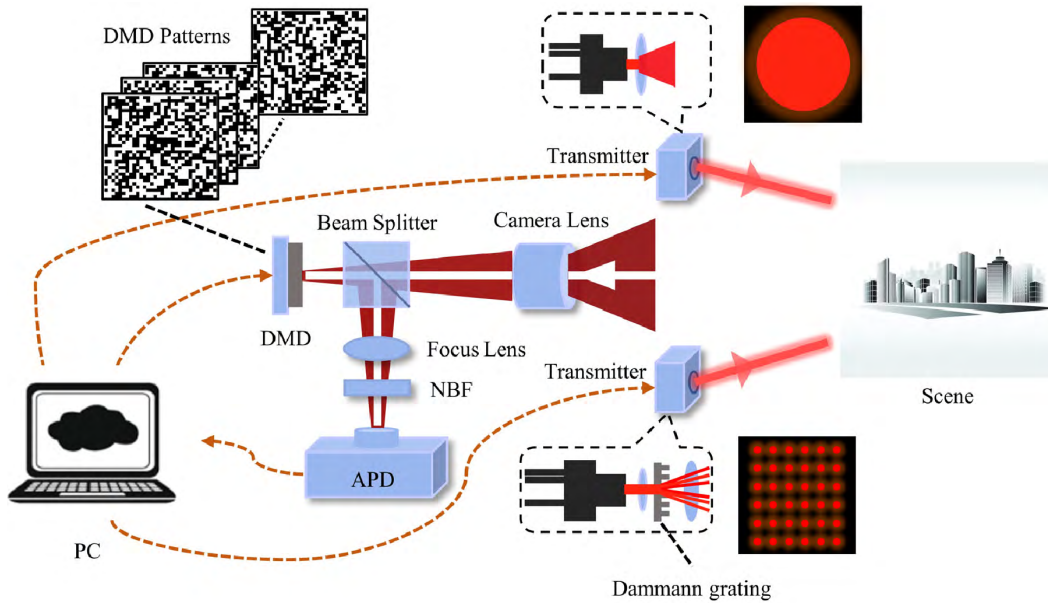 DMD Patterns
Transmitter
Beam Splitter
Camera Lens
DMD
Focus Lens
Transmitter
NBF
Scene
APD
PC
Dammann grating